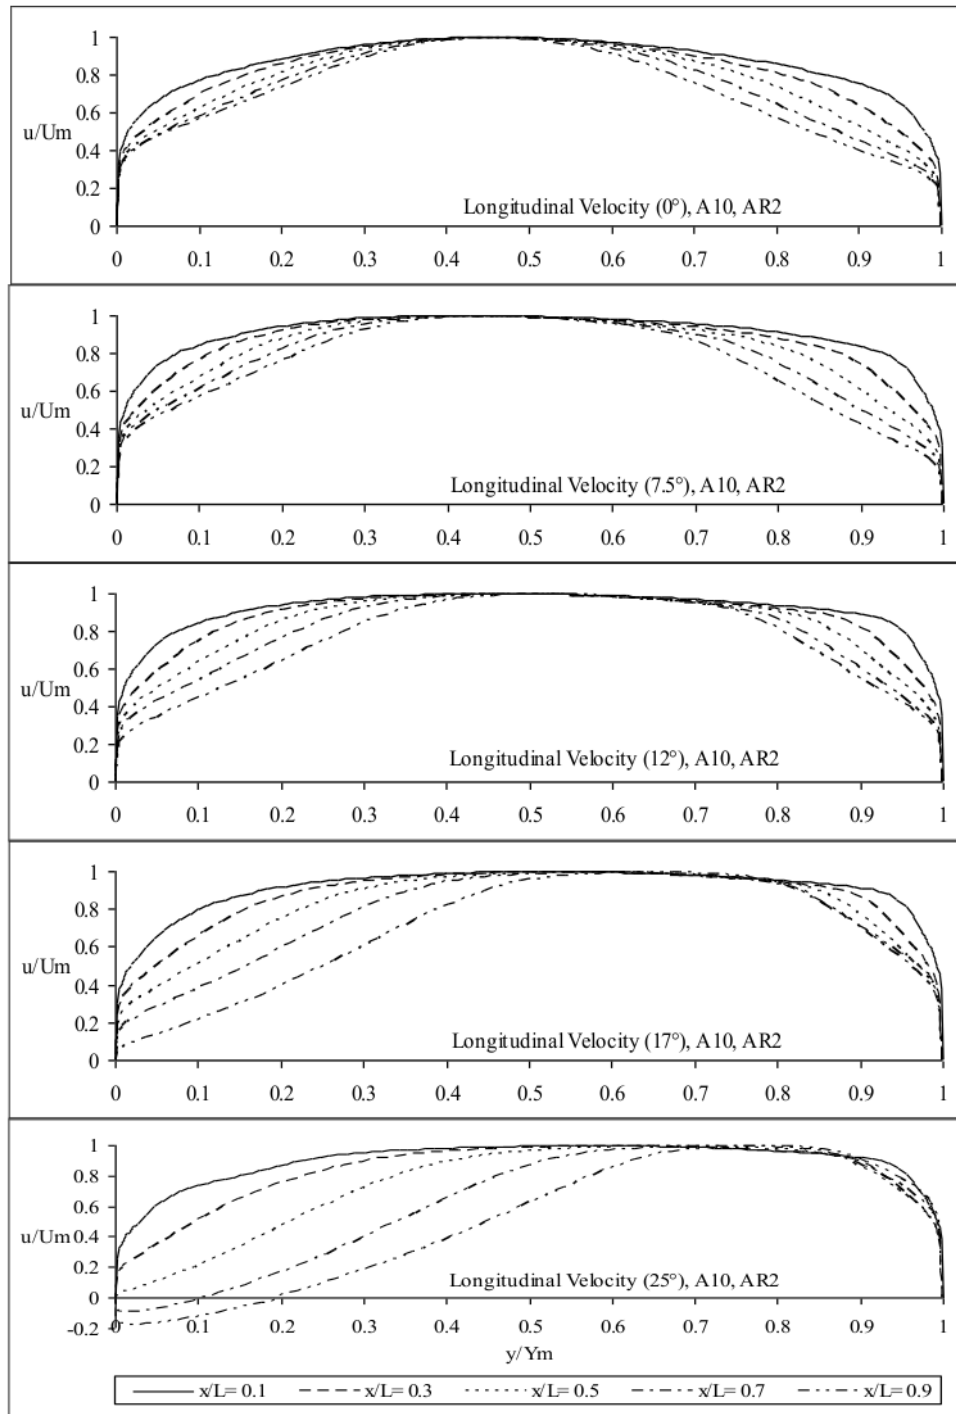 1
0.8
0.6
u/Um
0.4
0.2
0
Longitudinal Velocity (0°), A10, AR2
0 0.1 0.2 0.3 0.4 0.5 0.6 0.7 0.8 0.9 1
1
0.8
0.6
u/Um
0.4
0.2
0
Longitudinal Velocity (7.5°), A10, AR2
0 0.1 0.2 0.3 0.4 0.5 0.6 0.7 0.8 0.9 1
1
0.8
0.6
u/Um
0.4
0.2
0
Longitudinal Velocity (12°), A10, AR2
0 0.1 0.2 0.3 0.4 0.5 0.6 0.7 0.8 0.9 1
1
0.8
0.6
u/Um
0.4
0.2
0
Longitudinal Velocity (17°), A10, AR2
0 0.1 0.2 0.3 0.4 0.5 0.6 0.7 0.8 0.9 1
1
0.8
0.6
u/Um 0.4
0.2
0
-0.2
Longitudinal Velocity (25°), A10, AR2
0 0.1 0.2 0.3 0.4 0.5 0.6 0.7 0.8 0.9 1
y/Ym
x/L= 0.1 x/L= 0.3 x/L= 0.5 x/L= 0.7 x/L= 0.9